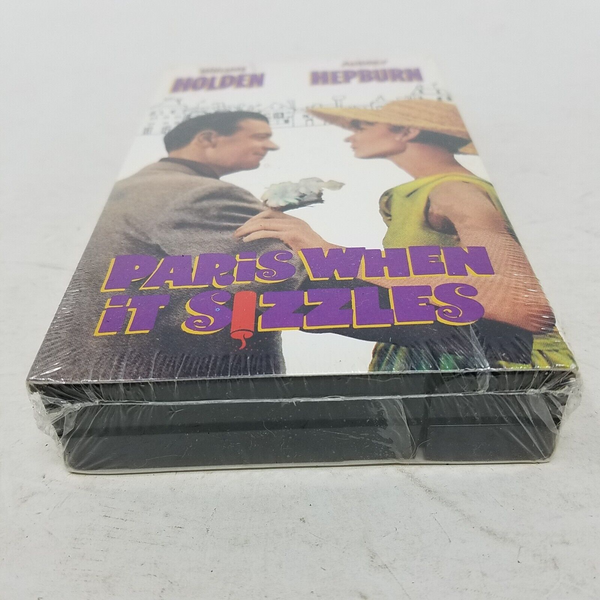 HOLDEN HEPBURN
PARIS WHEN
IT SIZZLES